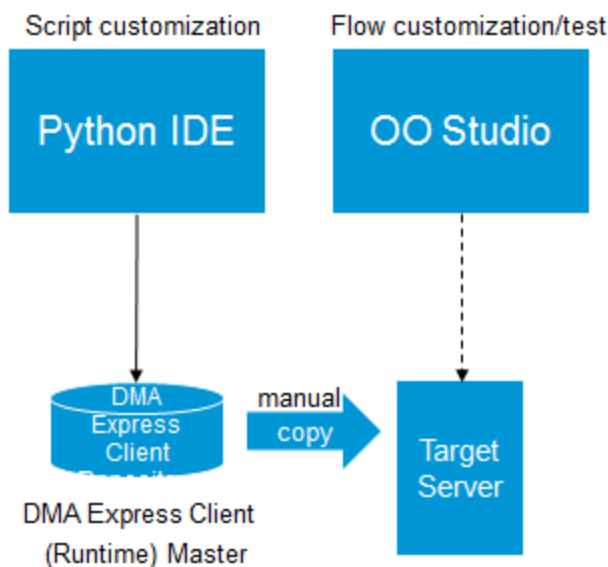 Script customization
Flow customization/test
Python IDE
OO Studio
DMA
Express
Client
manual
copy
Target
Server
DMA Express Client
(Runtime) Master